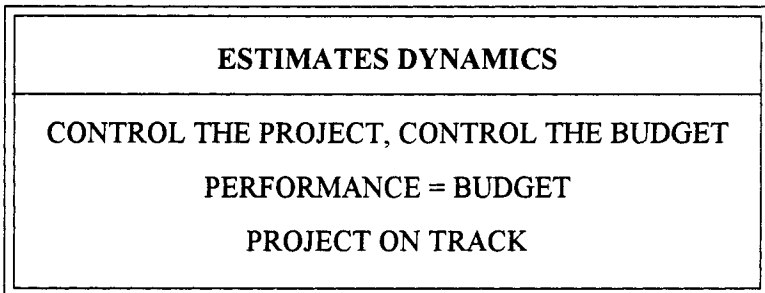 ESTIMATES DYNAMICS
CONTROL THE PROJECT, CONTROL THE BUDGET
PERFORMANCE = BUDGET
PROJECT ON TRACK